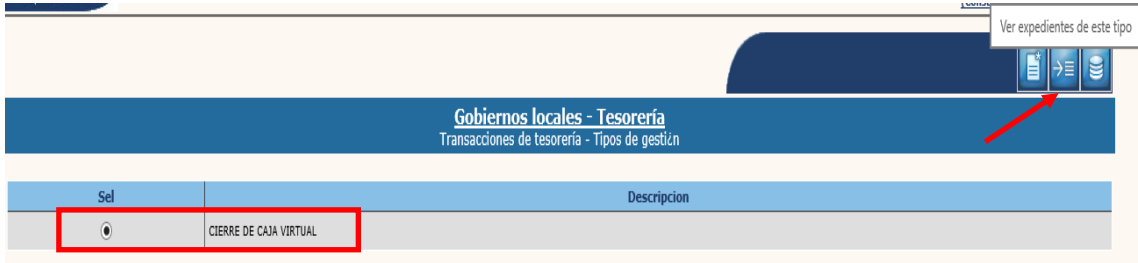 Ver expedientes de este tipo
Gobiernos locales - Tesorería
Transacciones de tesorería - Tipos de gestión
Sel Descripcion
CIERRE DE CAJA VIRTUAL